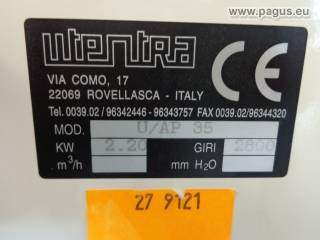 www.pagus.eu
utentra
CE
VIA COMO, 17
22069 ROVELLASCA - ITALY
Tel. 0039.02 / 96342446 - 96343757 FAX 0039.02/96344320
MOD. U/AP 35
KW 2.20 GIRI 2800
m³/h mm H2O
27 9121